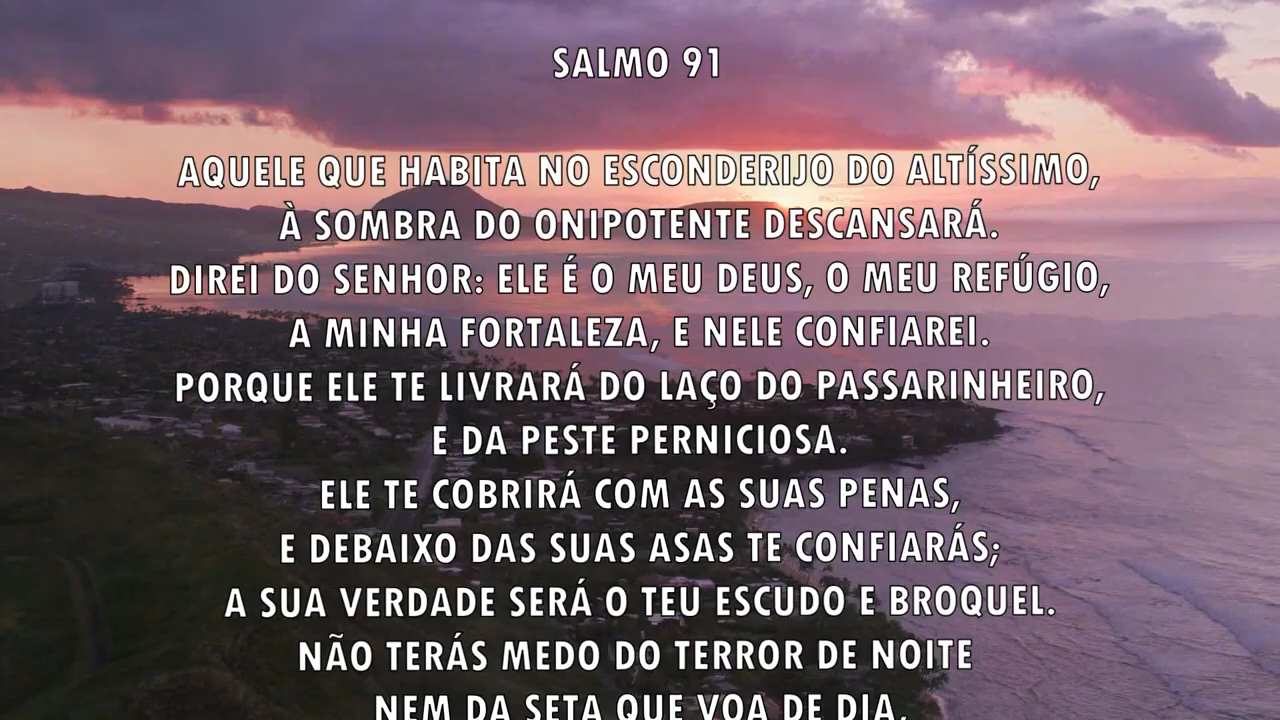 SALMO 91
AQUELE QUE HABITA NO ESCONDERIJO DO ALTÍSSIMO,
À SOMBRA DO ONIPOTENTE DESCANSARÁ.
DIREI DO SENHOR: ELE É O MEU DEUS, O MEU REFÚGIO,
A MINHA FORTALEZA, E NELE CONFIAREI.
PORQUE ELE TE LIVRARÁ DO LAÇO DO PASSARINHEIRO,
E DA PESTE PERNICIOSA.
ELE TE COBRIRÁ COM AS SUAS PENAS,
E DEBAIXO DAS SUAS ASAS TE CONFIARÁS;
A SUA VERDADE SERÁ O TEU ESCUDO E BROQUEL.
NÃO TERÁS MEDO DO TERROR DE NOITE
NEM DA SETA QUE VOA DE DIA,